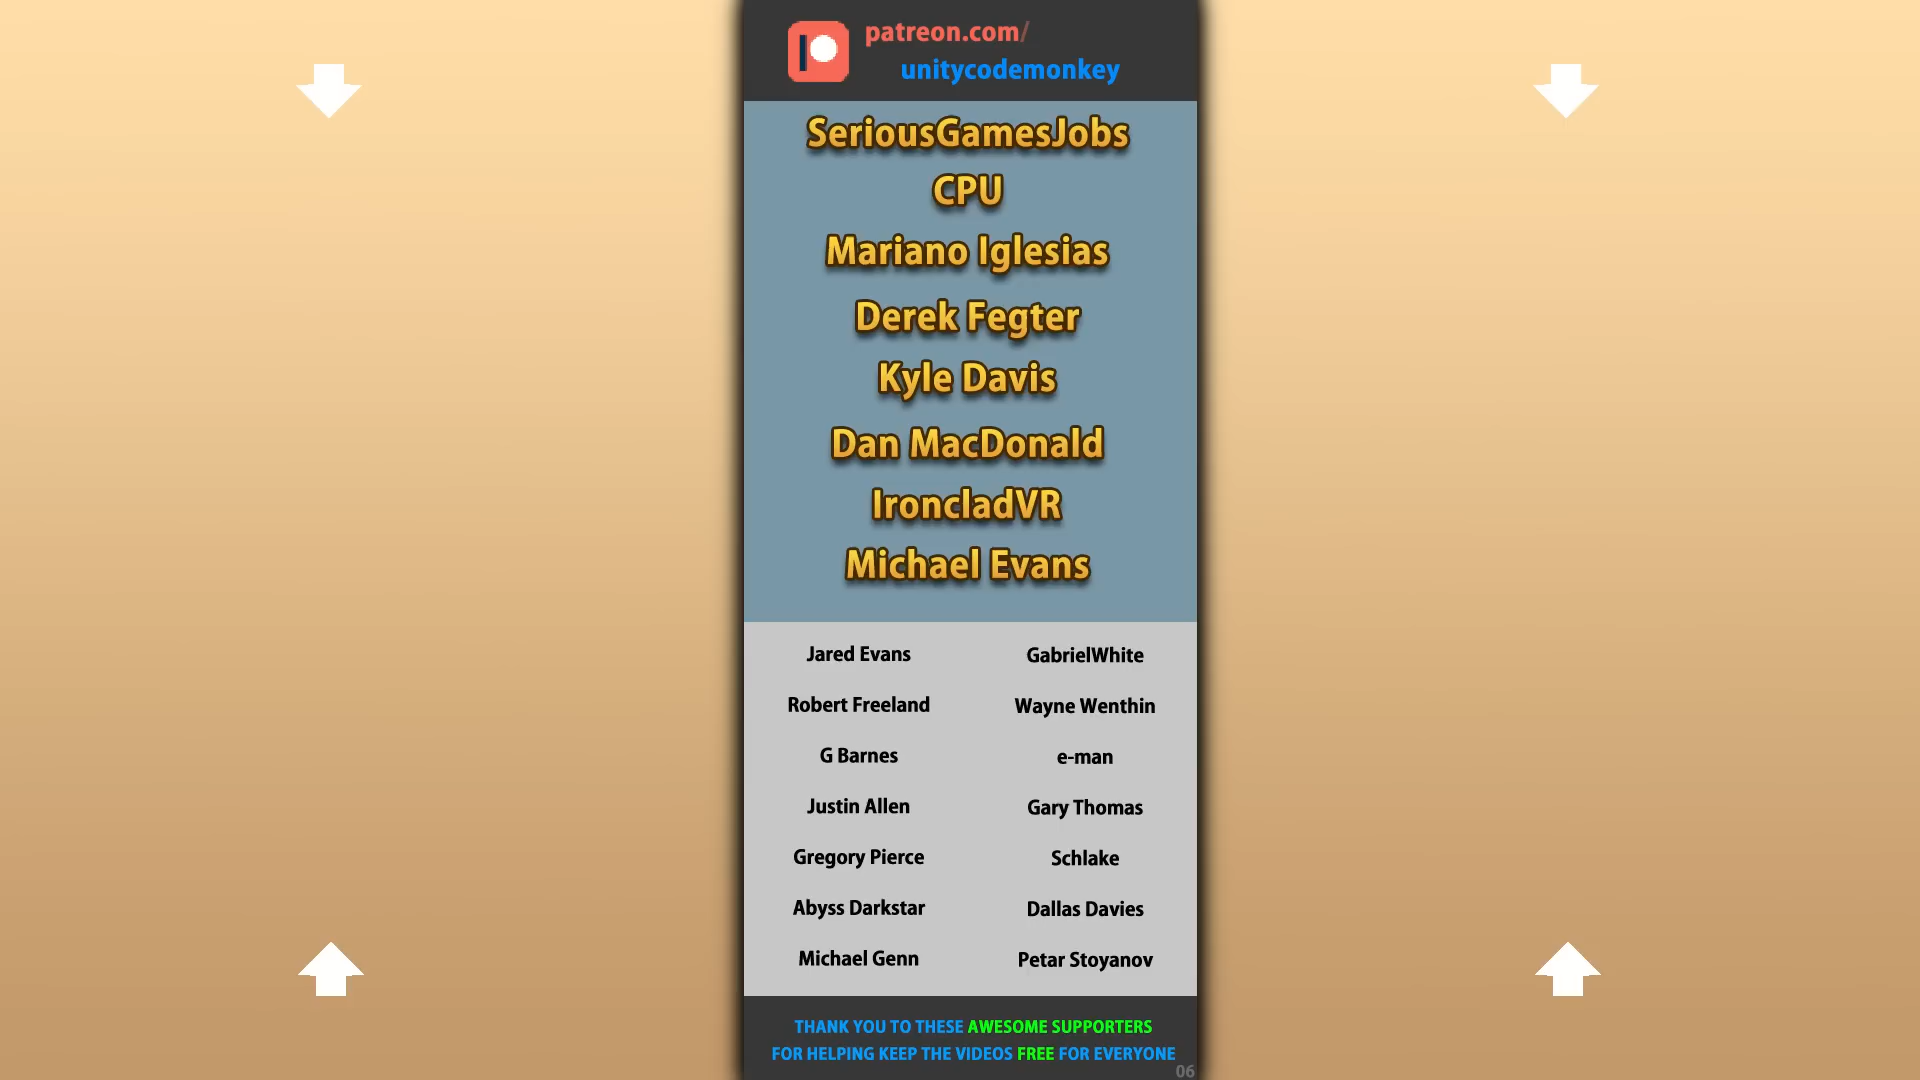 patreon.com/
unitycodemonkey
SeriousGamesJobs
CPU
Mariano Iglesias
Derek Fegter
Kyle Davis
Dan MacDonald
IroncladVR
Michael Evans
Jared Evans
GabrielWhite
Robert Freeland
Wayne Wenthin
G Barnes
e-man
Justin Allen
Gary Thomas
Gregory Pierce
Schlake
Abyss Darkstar
Dallas Davies
Michael Genn
Petar Stoyanov
THANK YOU TO THESE AWESOME SUPPORTERS
FOR HELPING KEEP THE VIDEOS FREE FOR EVERYONE
06